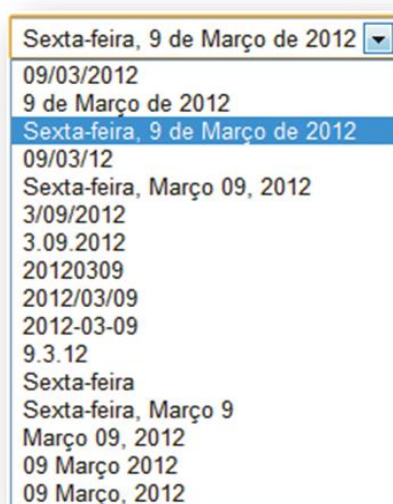 Sexta-feira, 9 de Março de 2012
09/03/2012
9 de Março de 2012
Sexta-feira, 9 de Março de 2012
09/03/12
Sexta-feira, Março 09, 2012
3/09/2012
3.09.2012
20120309
2012/03/09
2012-03-09
9.3.12
Sexta-feira
Sexta-feira, Março 9
Março 09, 2012
09 Março 2012
09 Março, 2012